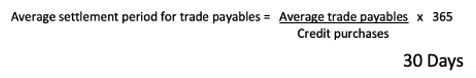 Average settlement period for trade payables = Average trade payables x 365
Credit purchases
30 Days